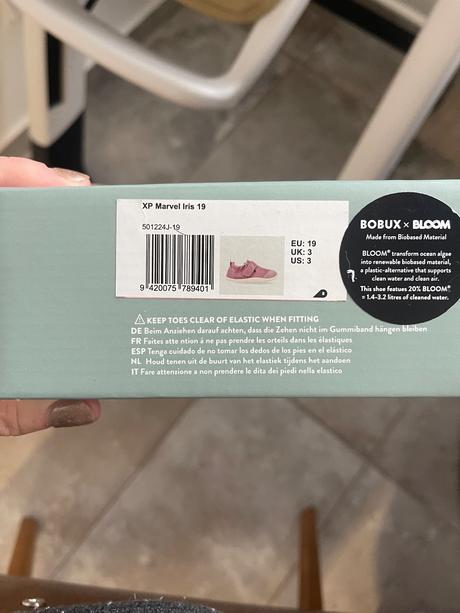 XP Marvel Iris 19
501224J-19
9 420075 789401
EU: 19
UK: 3
US: 3
BOBUX x BLOOM
Made from Biobased Material
BLOOM® transform ocean algae
into renewable biobased material,
a plastic-alternative that supports
clean water and clean air.
This shoe featues 20% BLOOM®
= 1.4-3.2 litres of cleaned water.
⚠ KEEP TOES CLEAR OF ELASTIC WHEN FITTING
DE Beim Anziehen darauf achten, dass die Zehen nicht im Gummiband hängen bleiben
FR Faites atte ntion à ne pas prendre les orteils dans les élastiques
ESP Tenga cuidado de no tomar los dedos de los pies en el elástico
NL Houd tenen uit de buurt van het elastiek tijdens het aandoen
IT Fare attenzione a non prendere le dita dei piedi nella elastico